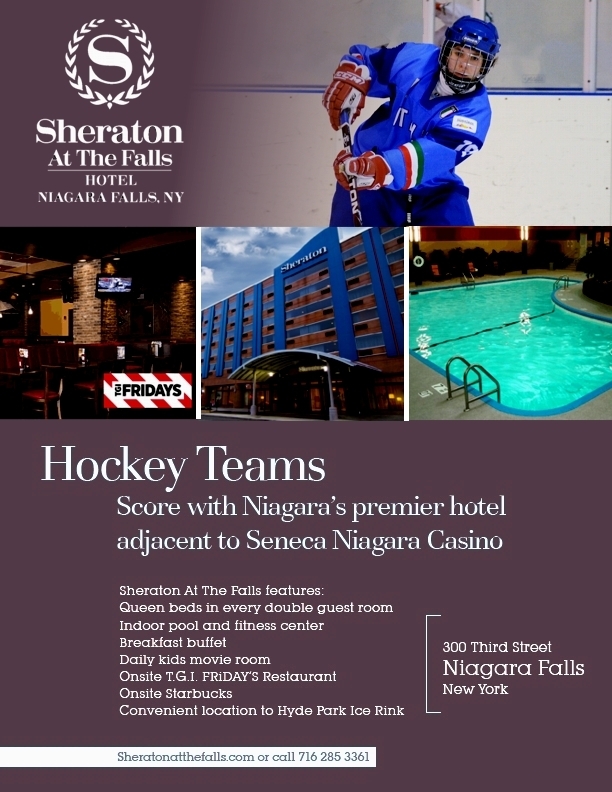 S
Sheraton
At The Falls
HOTEL
NIAGARA FALLS, NY
Sheraton
TGI FRIDAYS
Hockey Teams
Score with Niagara's premier hotel
adjacent to Seneca Niagara Casino
Sheraton At The Falls features:
Queen beds in every double guest room
Indoor pool and fitness center
Breakfast buffet
Daily kids movie room
Onsite T.G.I. FRiDAY'S Restaurant
Onsite Starbucks
Convenient location to Hyde Park Ice Rink
300 Third Street
Niagara Falls
New York
Sheratonatthefalls.com or call 716 285 3361